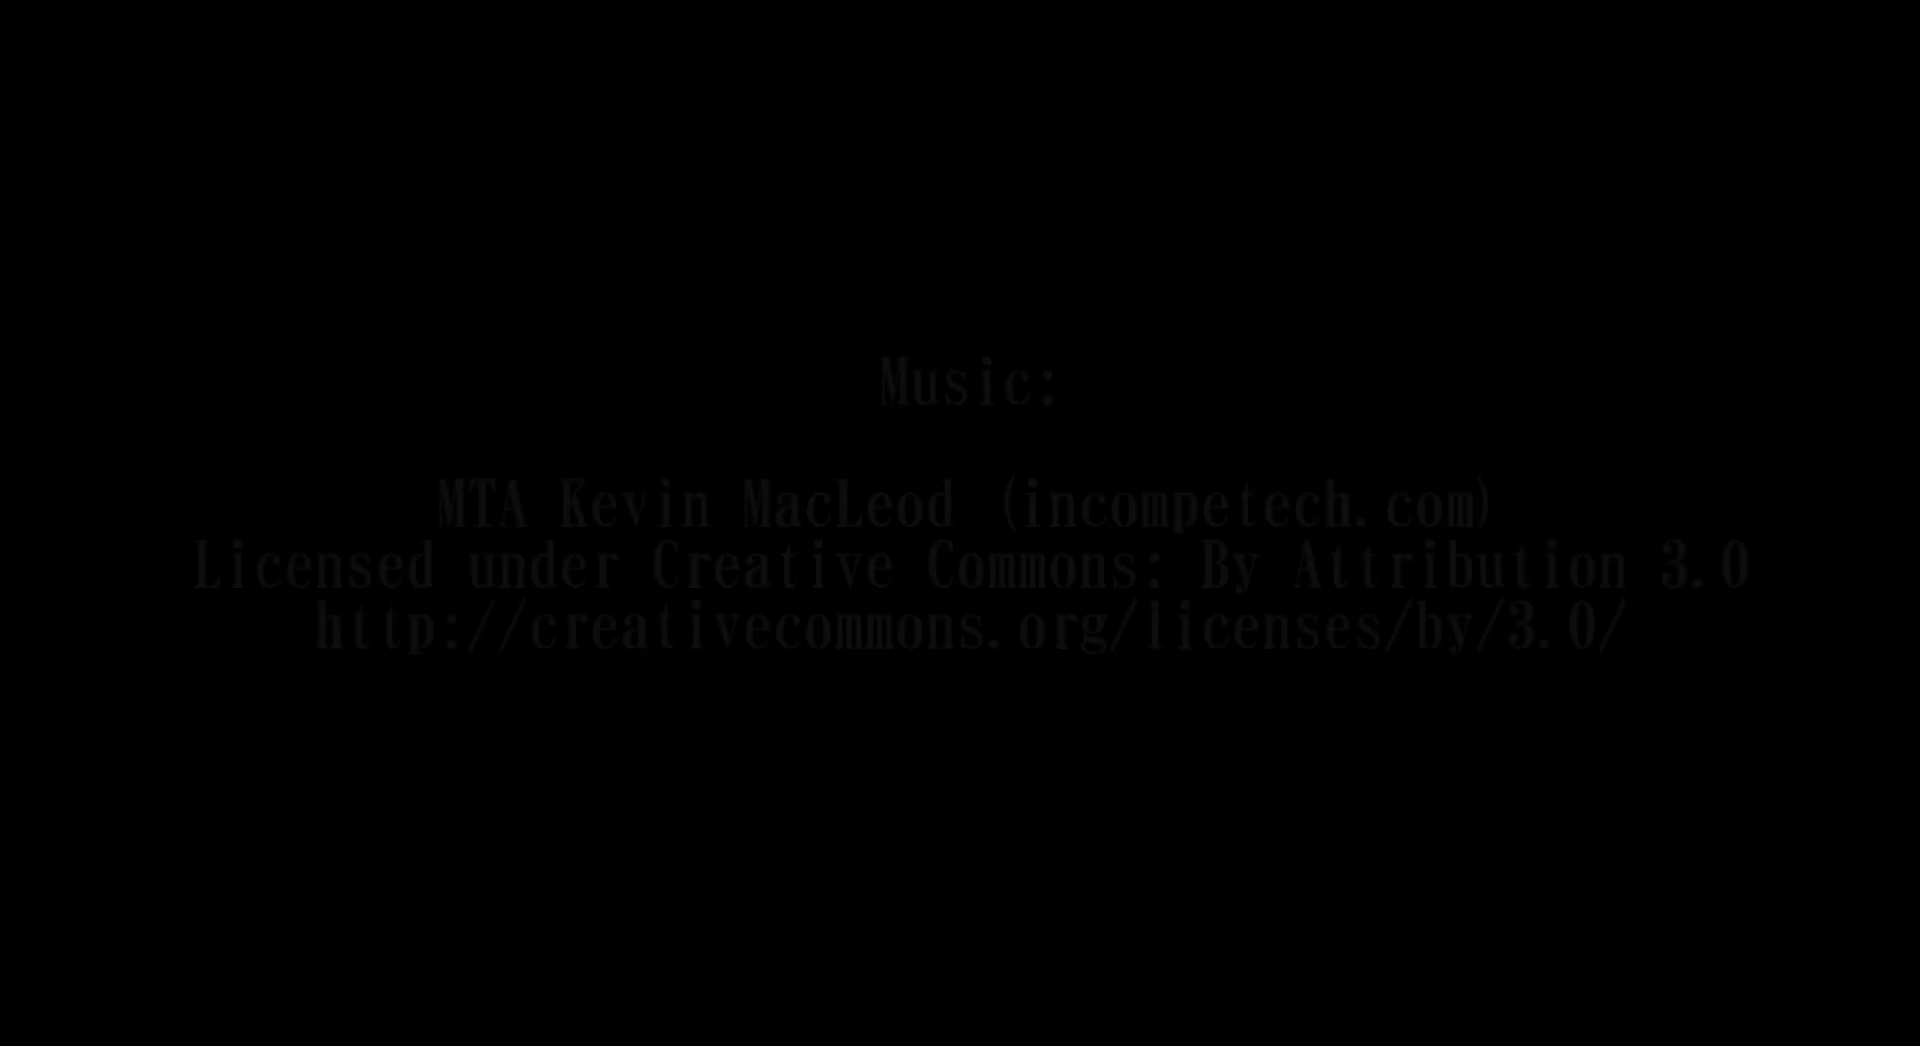 Music:
MTA Kevin MacLeod (incompetech.com)
Licensed under Creative Commons: By Attribution 3.0
http://creativecommons.org/licenses/by/3.0/